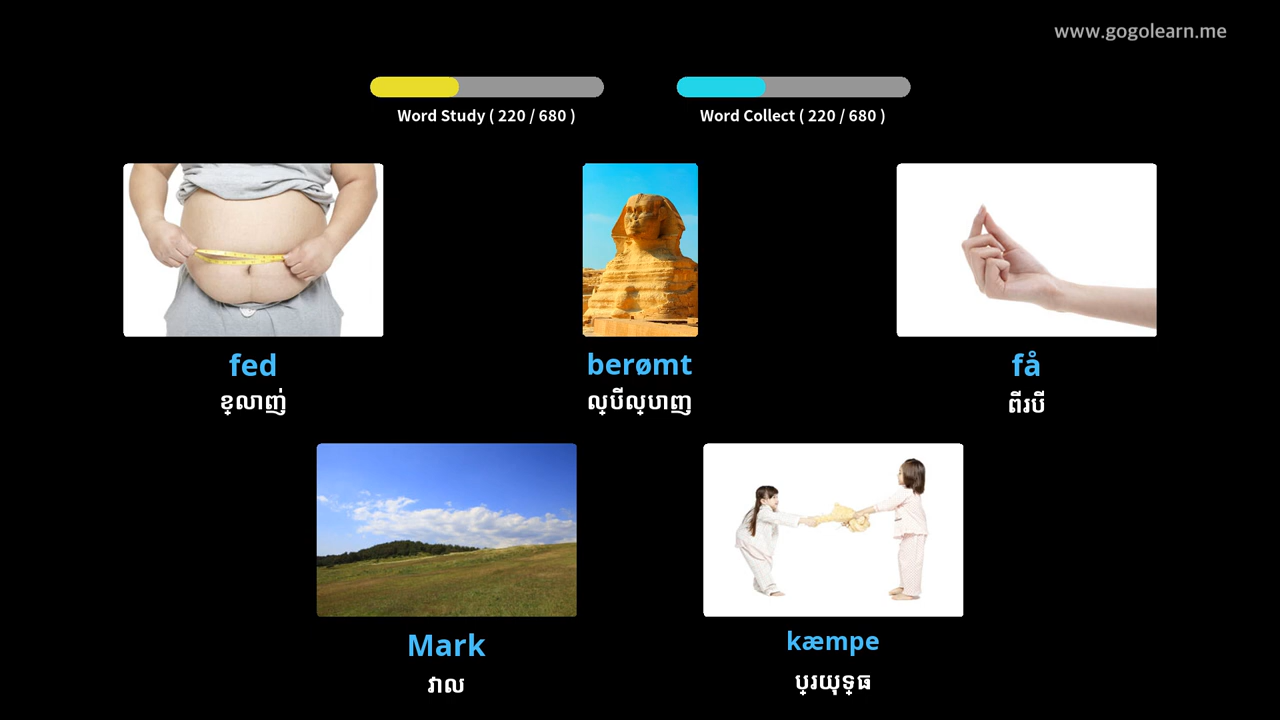 www.gogolearn.me
Word Study ( 220 / 680 )
Word Collect ( 220 / 680 )
fed
ខ្លាញ់
berømt
ល្បីល្បាញ
få
ពីរបី
Mark
វាល
kæmpe
ប្រយុទ្ធ